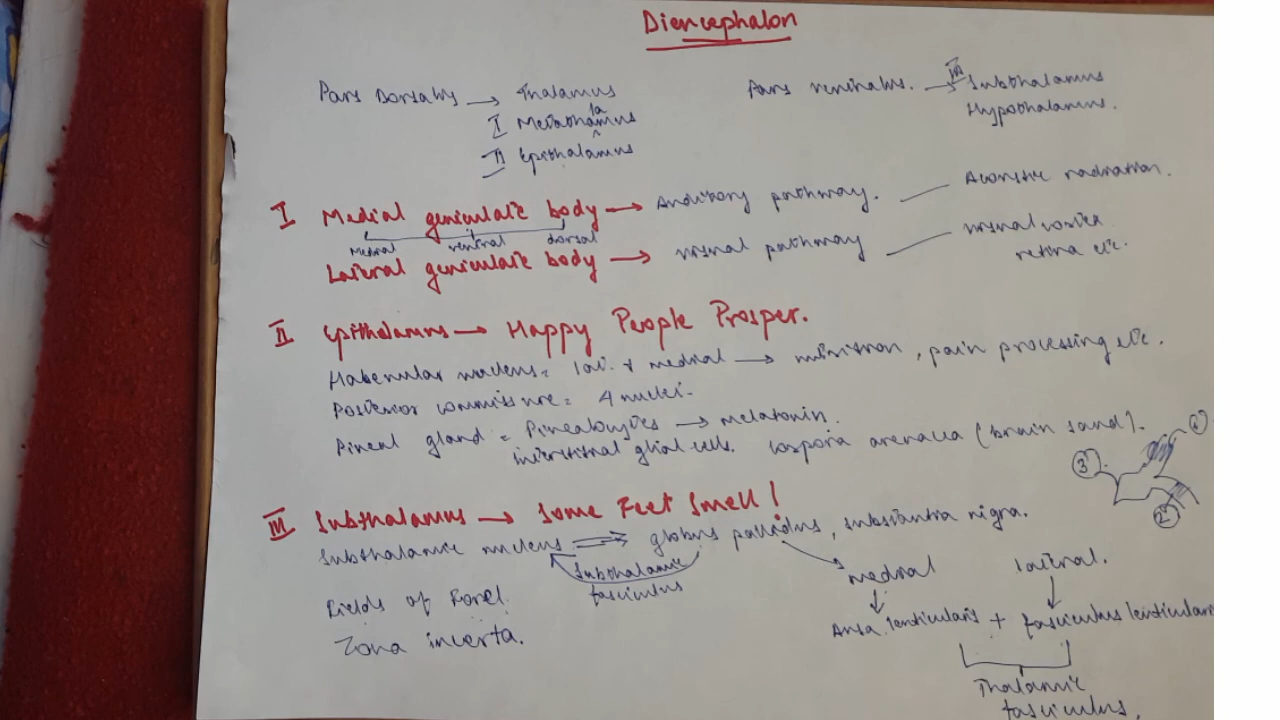 Diencephalon
Pars Dorsalis → Thalamus
I Metathalamus
II Epithalamus
Pars ventralis. → III Subthalamus
Hypothalamus.
I Medial geniculate body → Auditory pathway. — Acoustic radiation.
Medial ventral dorsal
Lateral geniculate body → visual pathway — visual cortex
retina etc.
II Epithalamus → Happy People Prosper.
Habenular nucleus = lat. + medial → nutrition, pain processing etc.
Posterior commissure = 4 nuclei.
Pineal gland = Pinealocytes → melatonin.
interstitial glial cells. corpora arenacea (brain sand).
1
3
2
III Subthalamus → Some Feet Smell!
Subthalamic nucleus ⇒ globus pallidus, substantia nigra.
Subthalamic
fasciculus
medial lateral.
Fields of Forel.
Ansa lenticularis + fasciculus lenticularis
Zona incerta.
Thalamic
fasciculus.